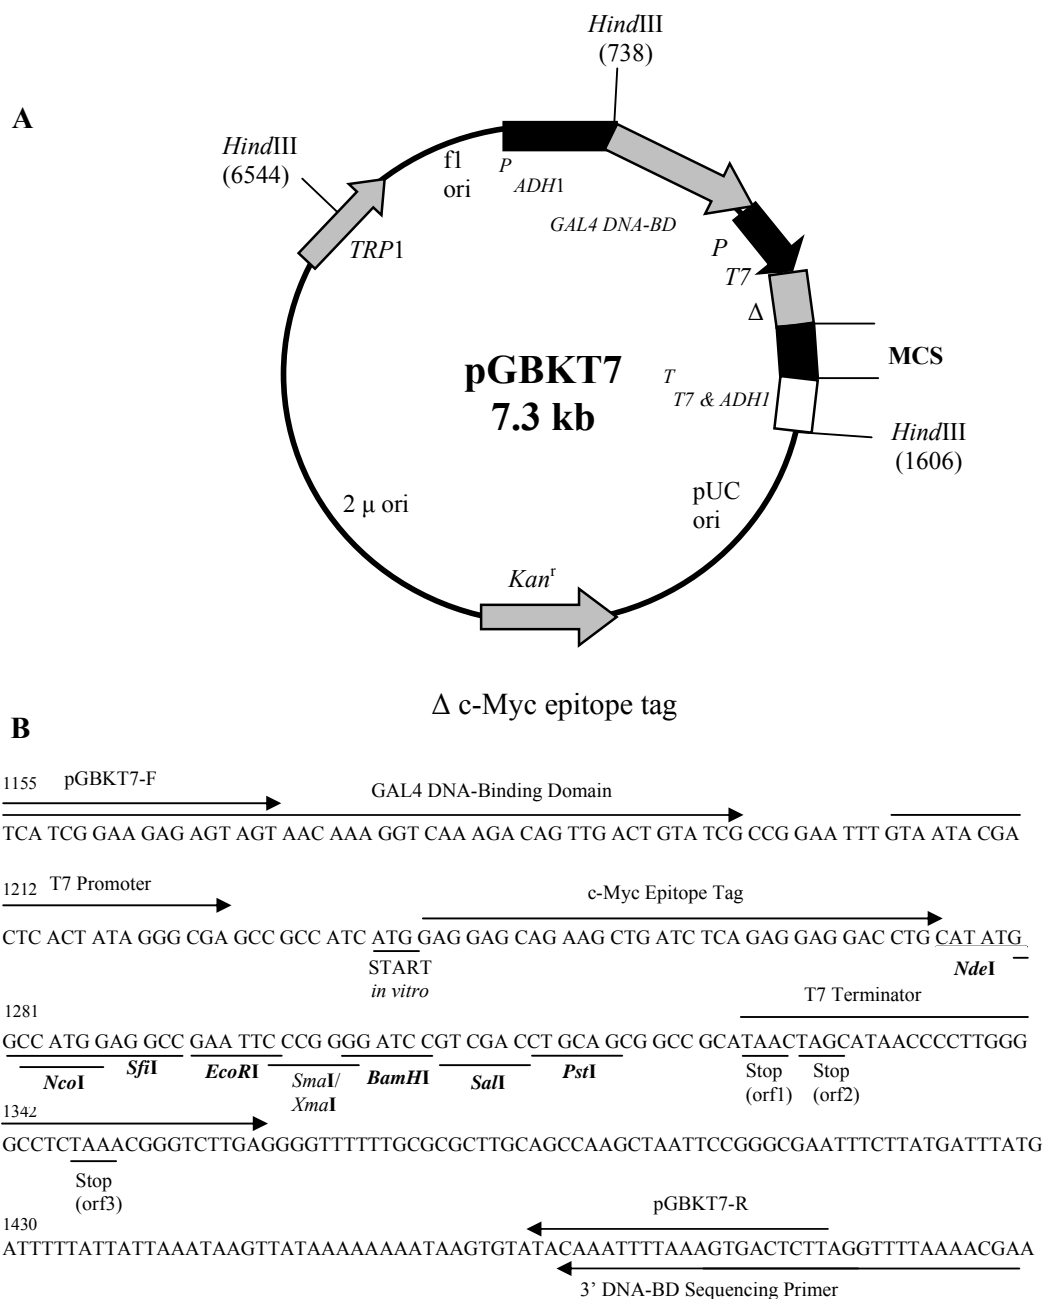 A
HindIII
(738)
HindIII
(6544)
f1
ori
P ADH1
GAL4 DNA-BD
TRP1
P T7
Δ
MCS
pGBKT7
7.3 kb
T T7 & ADH1
HindIII
(1606)
2 μ ori
pUC
ori
Kanʳ
Δ c-Myc epitope tag
B
1155 pGBKT7-F GAL4 DNA-Binding Domain
TCA TCG GAA GAG AGT AGT AAC AAA GGT CAA AGA CAG TTG ACT GTA TCG CCG GAA TTT GTA ATA CGA
1212 T7 Promoter c-Myc Epitope Tag
CTC ACT ATA GGG CGA GCC GCC ATC ATG GAG GAG CAG AAG CTG ATC TCA GAG GAG GAC CTG CAT ATG
START
in vitro
NdeI
1281 T7 Terminator
GCC ATG GAG GCC GAA TTC CCG GGG ATC CGT CGA CCT GCA GCG GCC GCA TAACTAGCATAACCCCTTGGG
NcoI SfiI EcoRI SmaI/ BamHI SalI PstI Stop Stop
XmaI (orf1) (orf2)
1342
GCCTCTAAACGGGTCTTGAGGGGTTTTTTGCGCGCTTGCAGCCAAGCTAATTCCGGGCGAATTTCTTATGATTTATG
Stop
(orf3)
1430 pGBKT7-R
ATTTTTATTATTAAATAAGTTATAAAAAAAATAAGTGTATACAAATTTTAAAGTGACTCTTAGGTTTTAAAACGAA
3' DNA-BD Sequencing Primer